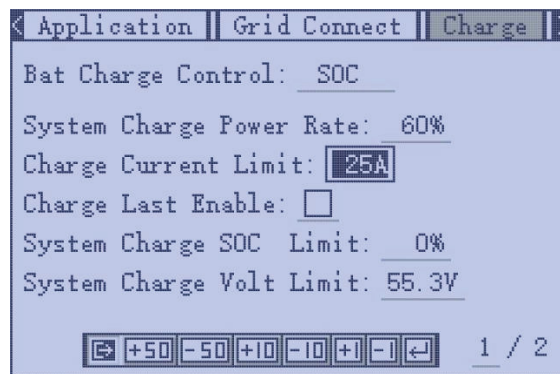 Application Grid Connect Charge
Bat Charge Control: SOC
System Charge Power Rate: 60%
Charge Current Limit: 25A
Charge Last Enable:
System Charge SOC Limit: 0%
System Charge Volt Limit: 55.3V
+50 -50 +10 -10 +1 -1 1 / 2